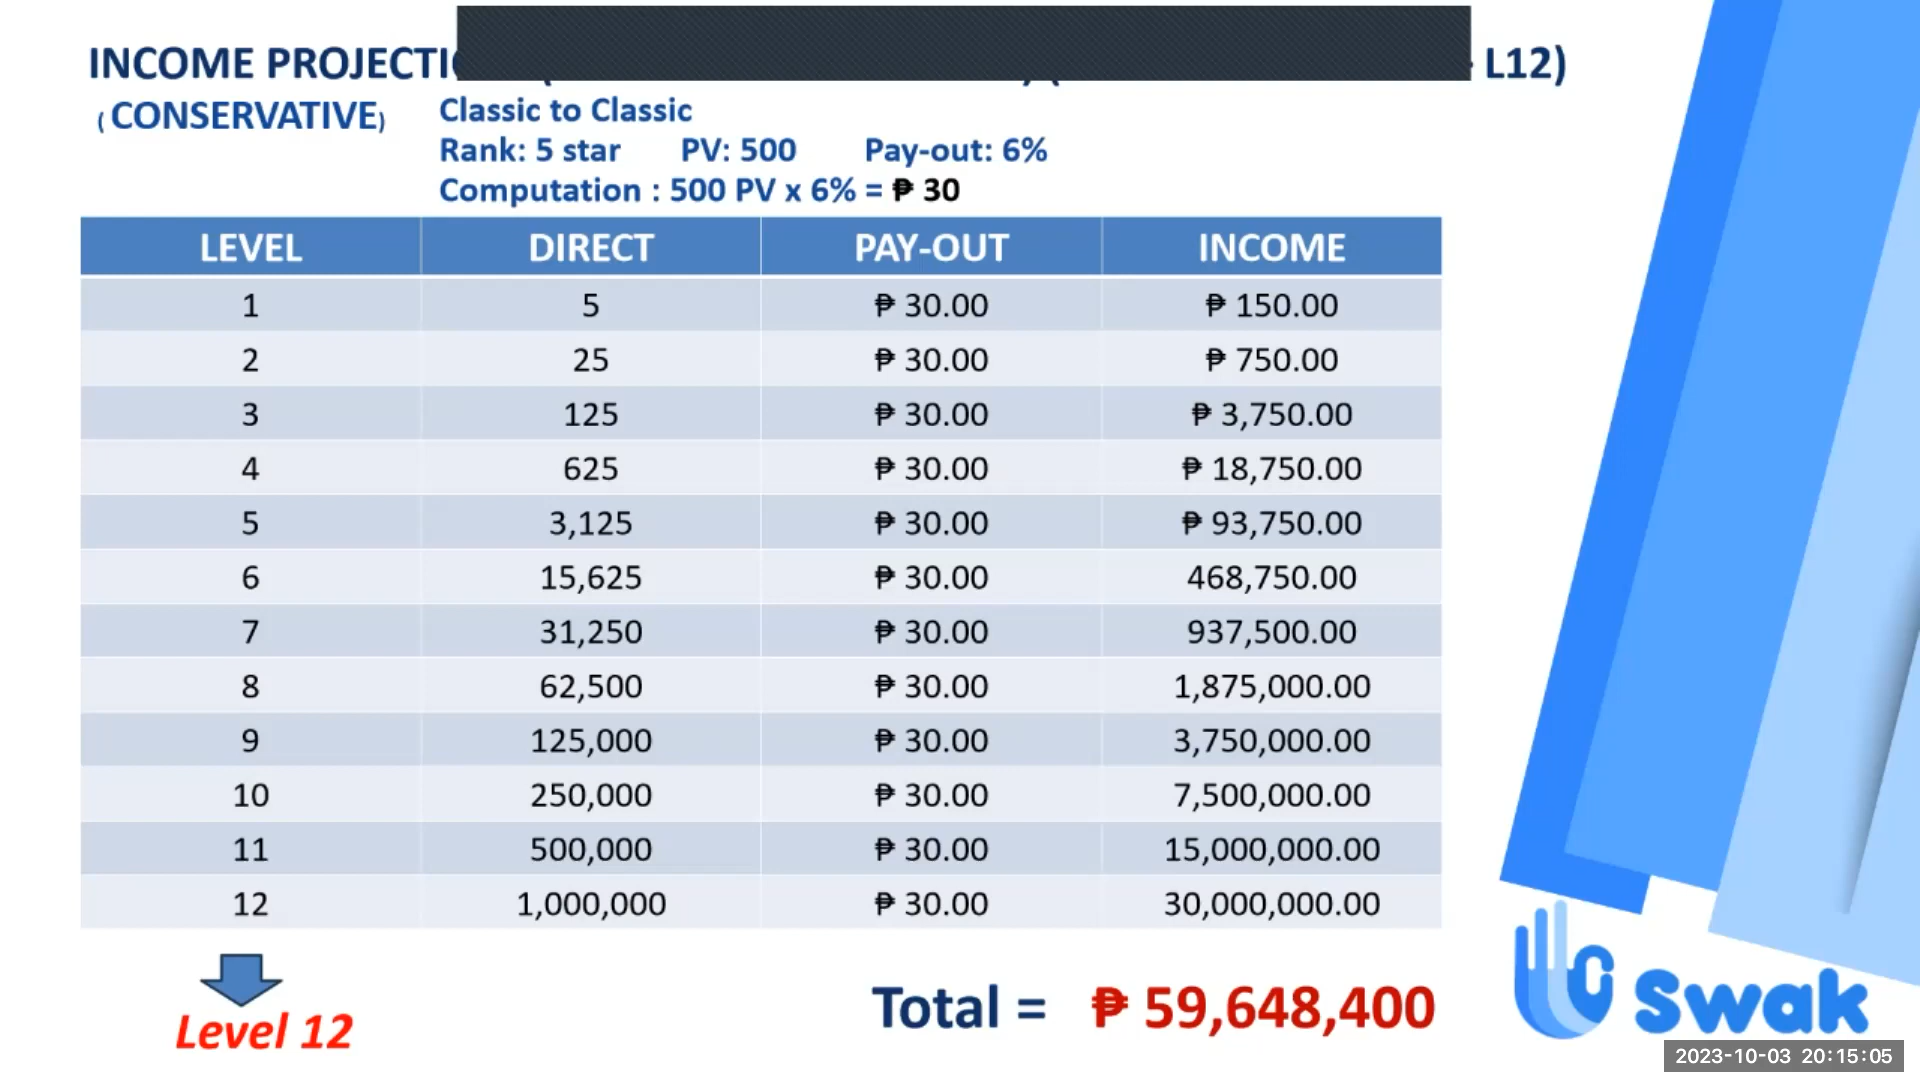 INCOME PROJECTI L12)
( CONSERVATIVE)
Classic to Classic
Rank: 5 star PV: 500 Pay-out: 6%
Computation : 500 PV x 6% = ₱ 30
LEVEL DIRECT PAY-OUT INCOME
1 5 ₱ 30.00 ₱ 150.00
2 25 ₱ 30.00 ₱ 750.00
3 125 ₱ 30.00 ₱ 3,750.00
4 625 ₱ 30.00 ₱ 18,750.00
5 3,125 ₱ 30.00 ₱ 93,750.00
6 15,625 ₱ 30.00 468,750.00
7 31,250 ₱ 30.00 937,500.00
8 62,500 ₱ 30.00 1,875,000.00
9 125,000 ₱ 30.00 3,750,000.00
10 250,000 ₱ 30.00 7,500,000.00
11 500,000 ₱ 30.00 15,000,000.00
12 1,000,000 ₱ 30.00 30,000,000.00
Level 12
Total = ₱ 59,648,400
Swak
2023-10-03 20:15:05